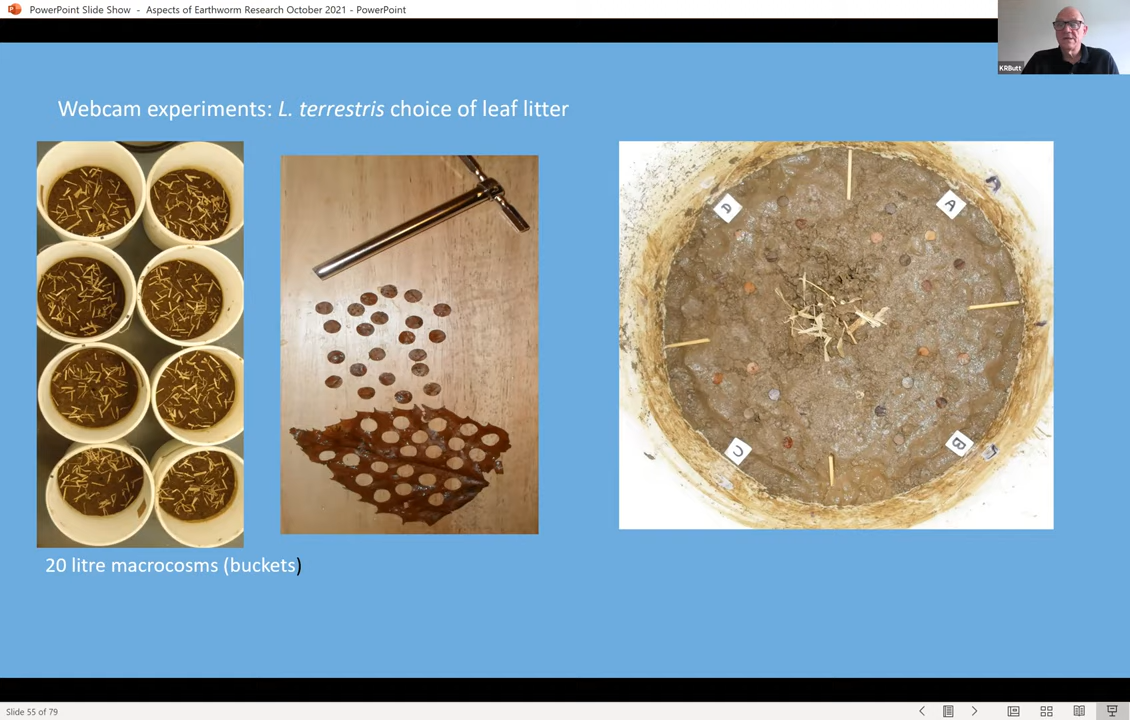 PowerPoint Slide Show - Aspects of Earthworm Research October 2021 - PowerPoint
KRButt
Webcam experiments: L. terrestris choice of leaf litter
D
A
C
B
20 litre macrocosms (buckets)
Slide 55 of 79